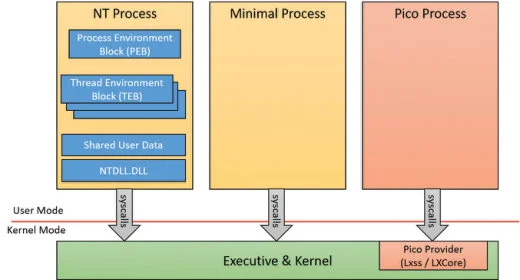 NT Process
Process Environment
Block (PEB)
Thread Environment
Block (TEB)
Shared User Data
NTDLL.DLL
syscalls
Minimal Process
syscalls
Pico Process
syscalls
User Mode
Kernel Mode
Executive & Kernel
Pico Provider
(Lxss / LXCore)